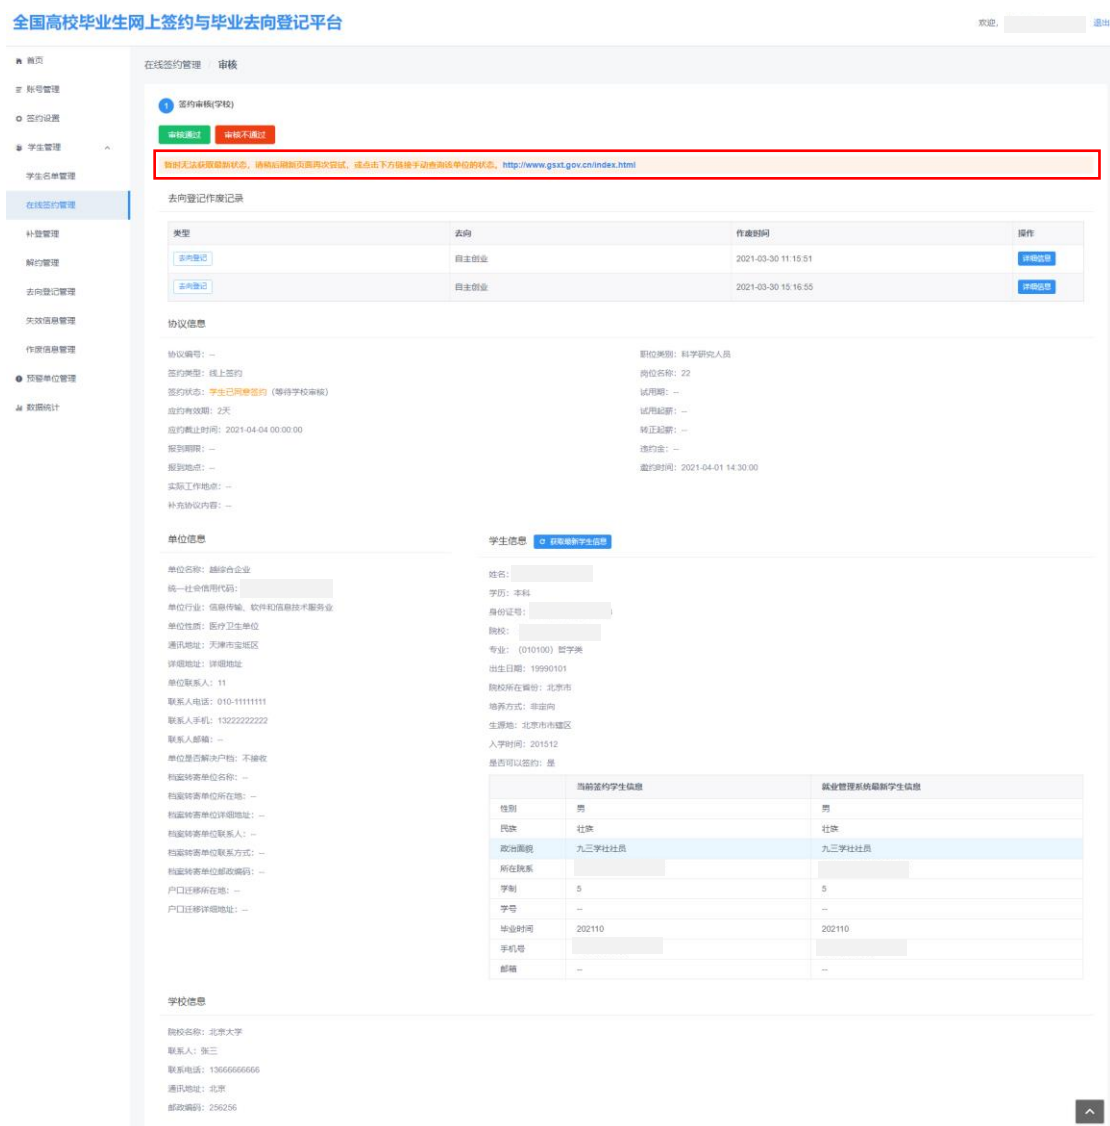 全国高校毕业生网上签约与毕业去向登记平台
欢迎, 退出
首页
账号管理
签约设置
学生管理
学生名单管理
在线签约管理
补登管理
解约管理
去向登记管理
失效信息管理
作废信息管理
预警单位管理
数据统计
在线签约管理 / 审核
1 签约审核(学校)
审核通过 审核不通过
暂时无法获取最新状态，请稍后刷新页面再次尝试，或点击下方链接手动查询该单位的状态。http://www.gsxt.gov.cn/index.html
去向登记作废记录
类型 去向 作废时间 操作
去向登记 自主创业 2021-03-30 11:15:51 详细信息
去向登记 自主创业 2021-03-30 15:16:55 详细信息
协议信息
协议编号： -- 职位类别：科学研究人员
签约类型：线上签约 岗位名称：22
签约状态：学生已同意签约（等待学校审核） 试用期： --
应约有效期：2天 试用起薪： --
应约截止时间：2021-04-04 00:00:00 转正起薪： --
报到期限： -- 违约金： --
报到地点： -- 邀约时间：2021-04-01 14:30:00
实际工作地点： --
补充协议内容： --
单位信息
单位名称：越综合企业
统一社会信用代码：
单位行业：信息传输、软件和信息技术服务业
单位性质：医疗卫生单位
通讯地址：天津市宝坻区
详细地址：详细地址
单位联系人：11
联系人电话：010-11111111
联系人手机：13222222222
联系人邮箱： --
单位是否解决户档：不接收
档案转寄单位名称： --
档案转寄单位所在地： --
档案转寄单位详细地址： --
档案转寄单位联系人： --
档案转寄单位联系方式： --
档案转寄单位邮政编码： --
户口迁移所在地： --
户口迁移详细地址： --
学生信息 获取最新学生信息
姓名：
学历：本科
身份证号：
院校：
专业：（010100）哲学类
出生日期：19990101
院校所在省份：北京市
培养方式：非定向
生源地：北京市市辖区
入学时间：201512
是否可以签约：是
当前签约学生信息 就业管理系统最新学生信息
性别 男 男
民族 壮族 壮族
政治面貌 九三学社社员 九三学社社员
所在院系
学制 5 5
学号 -- --
毕业时间 202110 202110
手机号
邮箱 -- --
学校信息
院校名称：北京大学
联系人：张三
联系电话：13666666666
通讯地址：北京
邮政编码：256256